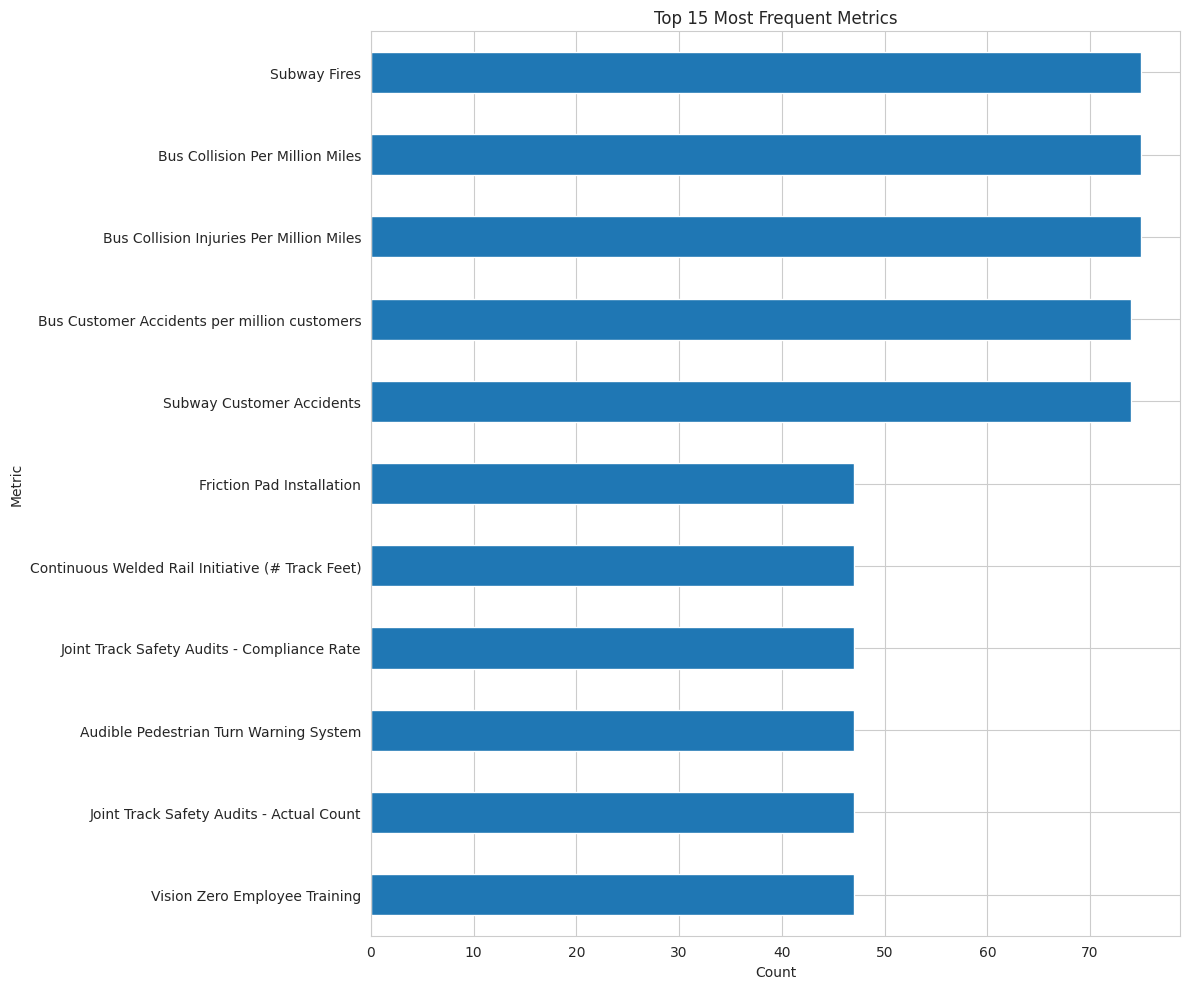 Top 15 Most Frequent Metrics
Subway Fires
Bus Collision Per Million Miles
Bus Collision Injuries Per Million Miles
Bus Customer Accidents per million customers
Subway Customer Accidents
Friction Pad Installation
Continuous Welded Rail Initiative (# Track Feet)
Joint Track Safety Audits - Compliance Rate
Audible Pedestrian Turn Warning System
Joint Track Safety Audits - Actual Count
Vision Zero Employee Training
Metric
0 10 20 30 40 50 60 70
Count